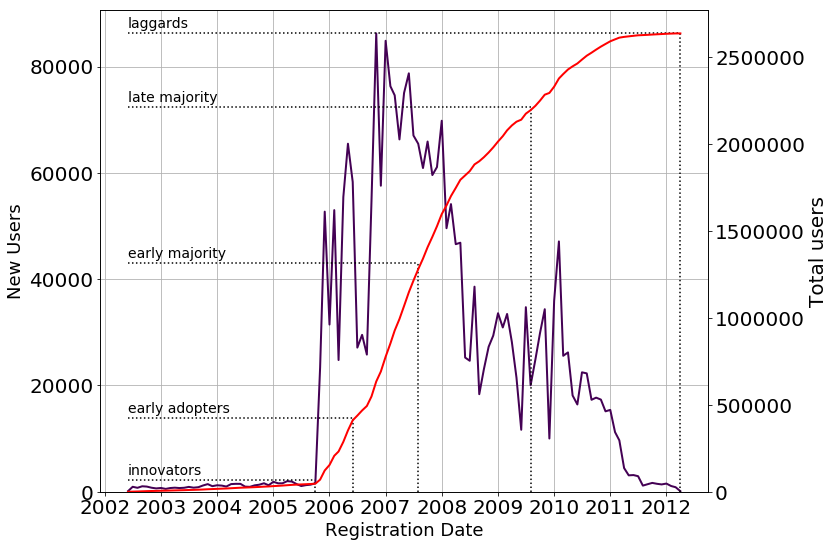 laggards
late majority
early majority
early adopters
innovators
80000
60000
40000
20000
0
New Users
2500000
2000000
1500000
1000000
500000
0
Total users
2002 2003 2004 2005 2006 2007 2008 2009 2010 2011 2012
Registration Date